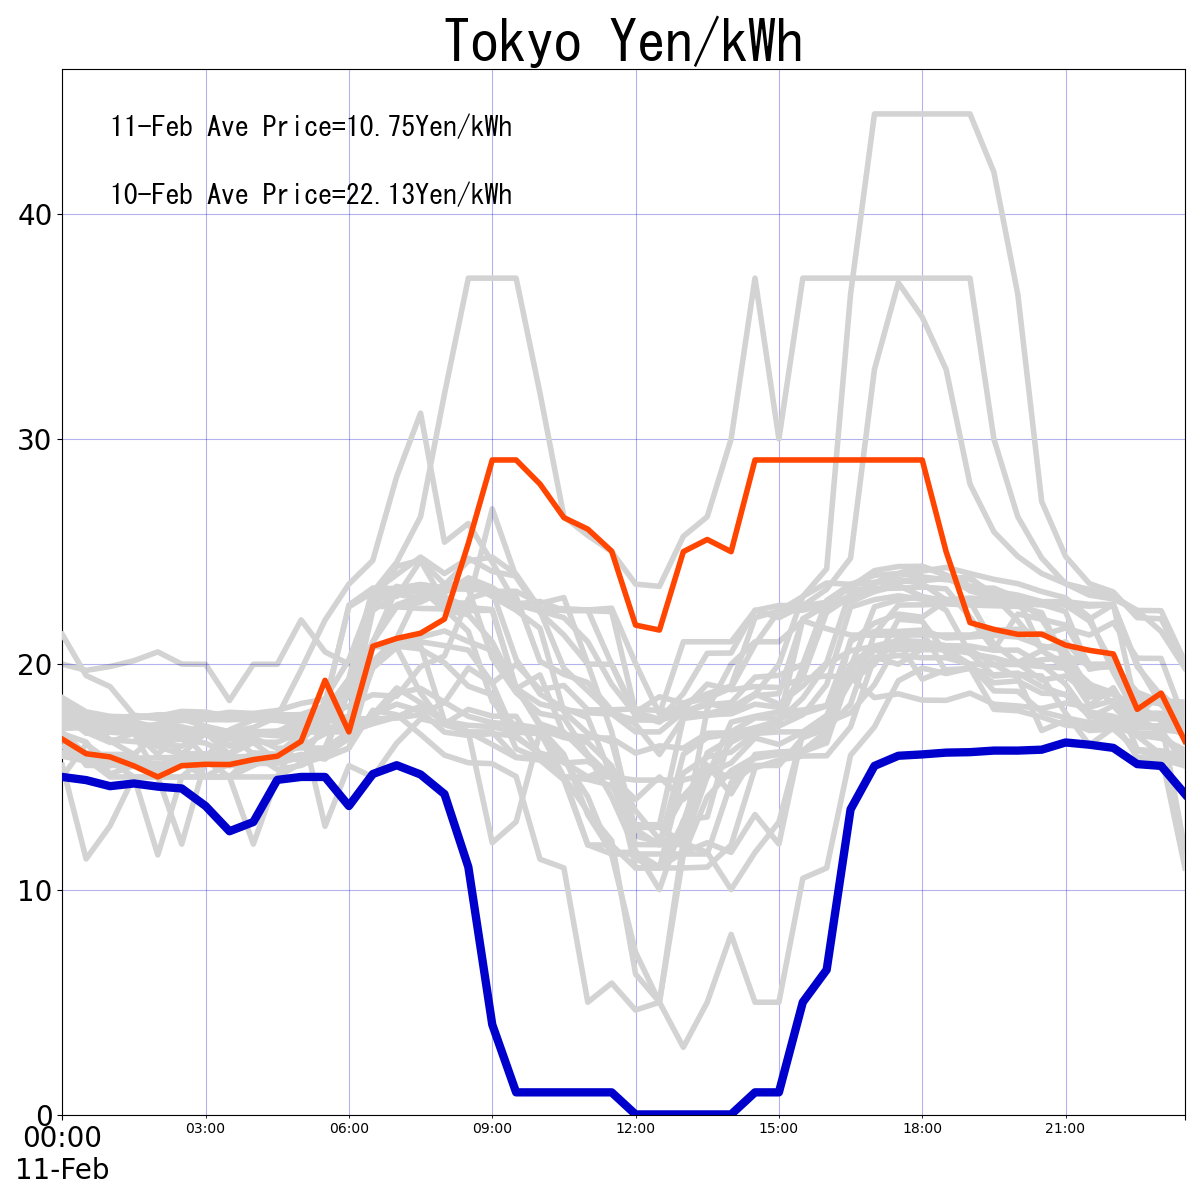 Tokyo Yen/kWh
11-Feb Ave Price=10.75Yen/kWh
10-Feb Ave Price=22.13Yen/kWh
40
30
20
10
0
00:00 03:00 06:00 09:00 12:00 15:00 18:00 21:00
11-Feb